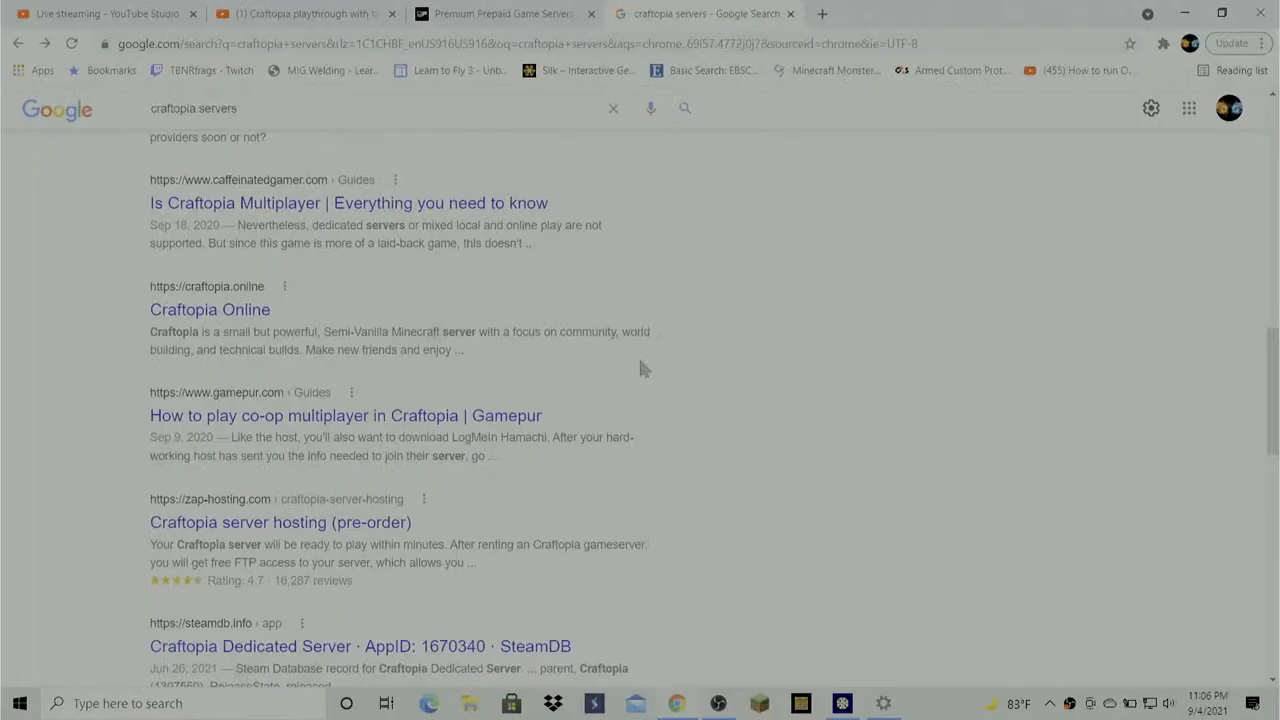 Live streaming - YouTube Studio
(1) Craftopia playthrough with t
Premium Prepaid Game Servers
craftopia servers - Google Search
google.com/search?q=craftopia+servers&rlz=1C1CHBF_enUS916US916&oq=craftopia+servers&aqs=chrome..69i57.4772j0j7&sourceid=chrome&ie=UTF-8
Update
Apps
Bookmarks
TBNRfrags - Twitch
MIG Welding - Lear...
Learn to Fly 3 - Unb...
Silk – Interactive Ge...
Basic Search: EBSC...
Minecraft Monster...
Armed Custom Prot...
(455) How to run O...
Reading list
Google
craftopia servers
providers soon or not?
https://www.caffeinatedgamer.com › Guides
Is Craftopia Multiplayer | Everything you need to know
Sep 18, 2020 — Nevertheless, dedicated servers or mixed local and online play are not
supported. But since this game is more of a laid-back game, this doesn't ...
https://craftopia.online
Craftopia Online
Craftopia is a small but powerful, Semi-Vanilla Minecraft server with a focus on community, world
building, and technical builds. Make new friends and enjoy ...
https://www.gamepur.com › Guides
How to play co-op multiplayer in Craftopia | Gamepur
Sep 9, 2020 — Like the host, you'll also want to download LogMeIn Hamachi. After your hard-
working host has sent you the info needed to join their server, go ...
https://zap-hosting.com › craftopia-server-hosting
Craftopia server hosting (pre-order)
Your Craftopia server will be ready to play within minutes. After renting an Craftopia gameserver,
you will get free FTP access to your server, which allows you ...
Rating: 4.7 · 16,287 reviews
https://steamdb.info › app
Craftopia Dedicated Server · AppID: 1670340 · SteamDB
Jun 26, 2021 — Steam Database record for Craftopia Dedicated Server. ... parent, Craftopia
(1307550). ReleaseState, released
Type here to search
83°F
11:06 PM
9/4/2021